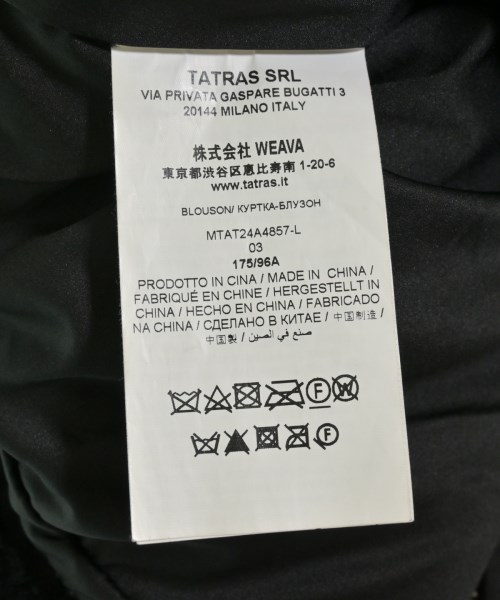 TATRAS SRL
VIA PRIVATA GASPARE BUGATTI 3
20144 MILANO ITALY
株式会社 WEAVA
東京都渋谷区恵比寿南 1-20-6
www.tatras.it
BLOUSON/ КУРТКА-БЛУЗОН
MTAT24A4857-L
03
175/96A
PRODOTTO IN CINA / MADE IN CHINA /
FABRIQUÉ EN CHINE / HERGESTELLT IN
CHINA / HECHO EN CHINA / FABRICADO
NA CHINA / СДЕЛАНО В КИТАЕ / 中国制造 /
中国製 / صنع في الصين /
F W
F